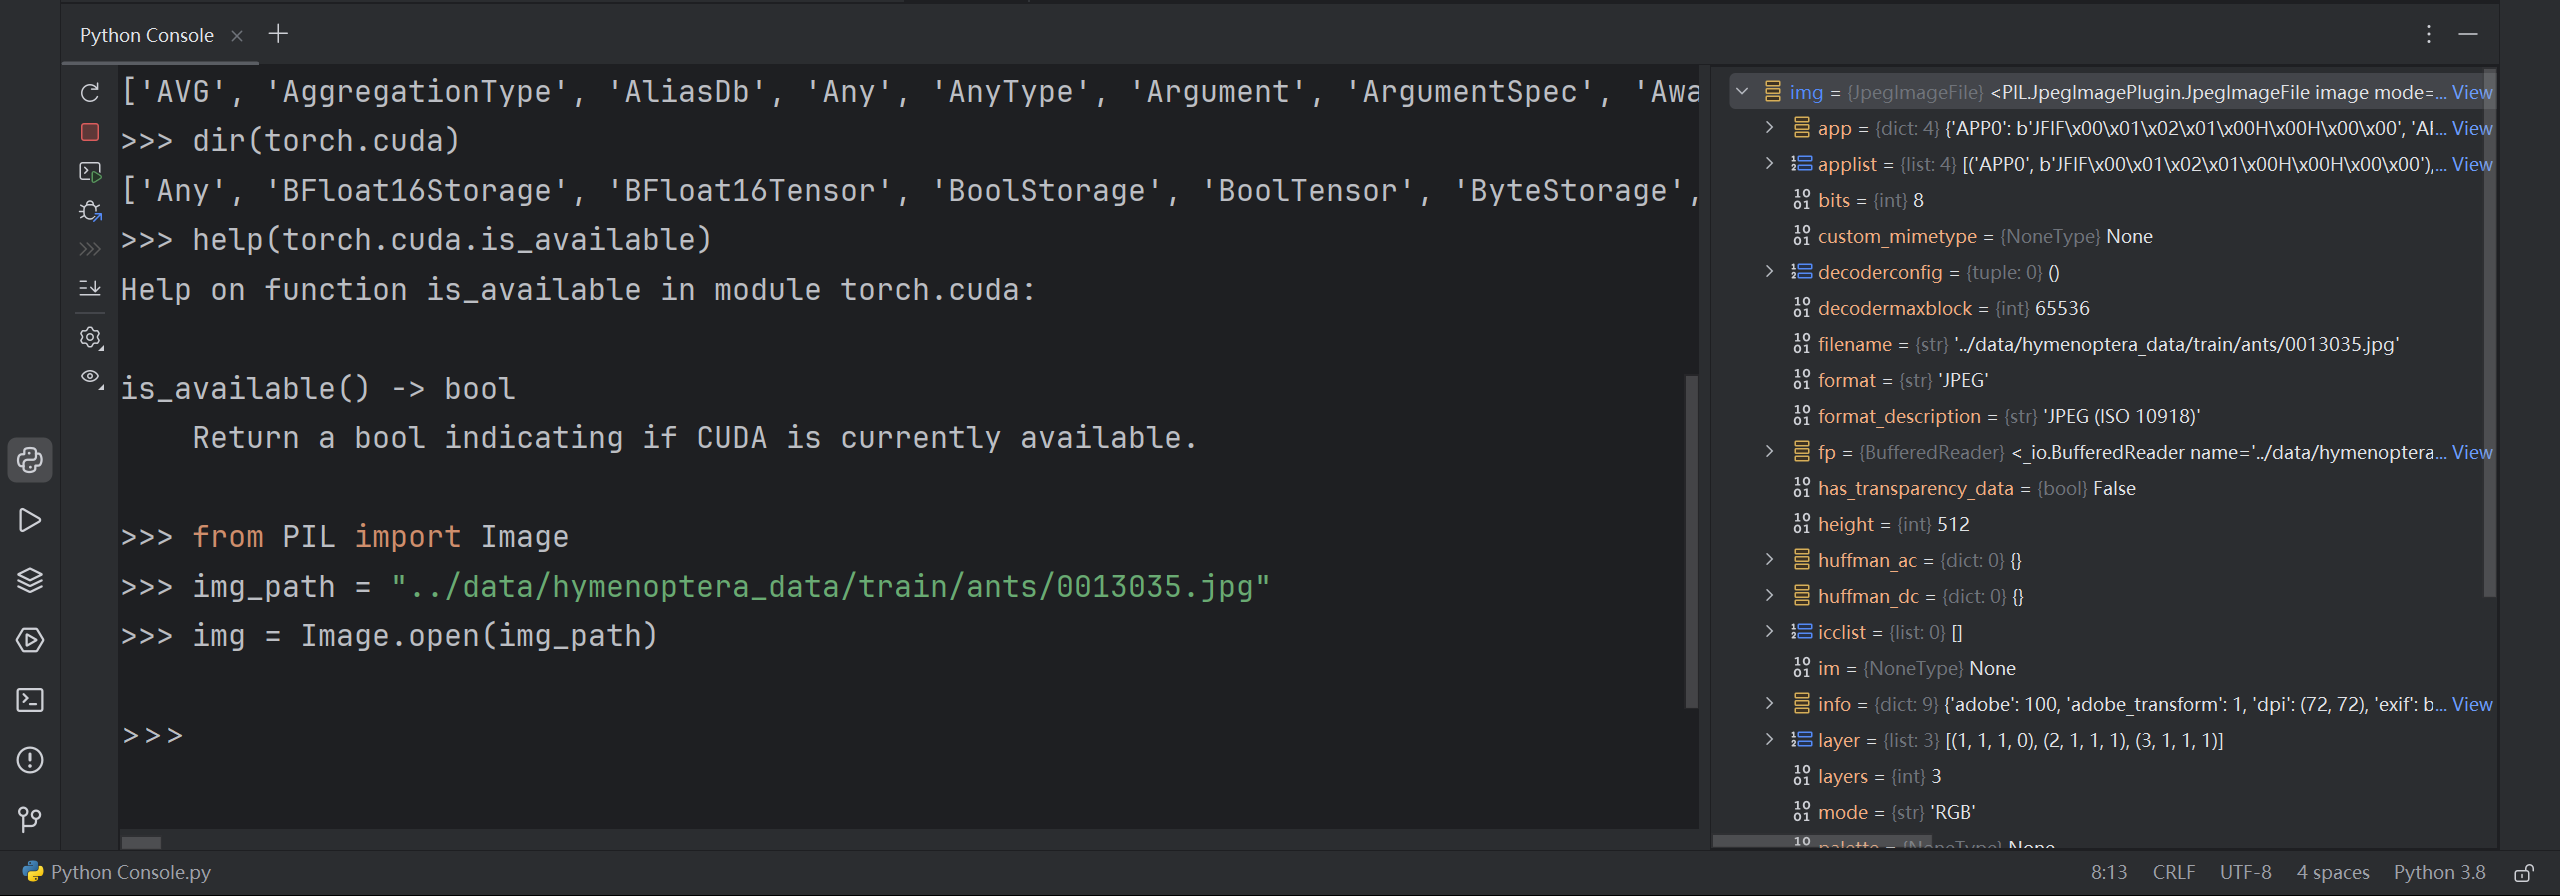 Python Console
['AVG', 'AggregationType', 'AliasDb', 'Any', 'AnyType', 'Argument', 'ArgumentSpec', 'Awa
>>> dir(torch.cuda)
['Any', 'BFloat16Storage', 'BFloat16Tensor', 'BoolStorage', 'BoolTensor', 'ByteStorage',
>>> help(torch.cuda.is_available)
Help on function is_available in module torch.cuda:
is_available() -> bool
    Return a bool indicating if CUDA is currently available.
>>> from PIL import Image
>>> img_path = "../data/hymenoptera_data/train/ants/0013035.jpg"
>>> img = Image.open(img_path)
>>>
img = {JpegImageFile} <PIL.JpegImagePlugin.JpegImageFile image mode=... View
app = {dict: 4} {'APP0': b'JFIF\x00\x01\x02\x01\x00H\x00H\x00\x00', 'AF... View
applist = {list: 4} [('APP0', b'JFIF\x00\x01\x02\x01\x00H\x00H\x00\x00'),... View
bits = {int} 8
custom_mimetype = {NoneType} None
decoderconfig = {tuple: 0} ()
decodermaxblock = {int} 65536
filename = {str} '../data/hymenoptera_data/train/ants/0013035.jpg'
format = {str} 'JPEG'
format_description = {str} 'JPEG (ISO 10918)'
fp = {BufferedReader} <_io.BufferedReader name='../data/hymenoptera... View
has_transparency_data = {bool} False
height = {int} 512
huffman_ac = {dict: 0} {}
huffman_dc = {dict: 0} {}
icclist = {list: 0} []
im = {NoneType} None
info = {dict: 9} {'adobe': 100, 'adobe_transform': 1, 'dpi': (72, 72), 'exif': b... View
layer = {list: 3} [(1, 1, 1, 0), (2, 1, 1, 1), (3, 1, 1, 1)]
layers = {int} 3
mode = {str} 'RGB'
palette = {NoneType} None
Python Console.py
8:13 CRLF UTF-8 4 spaces Python 3.8